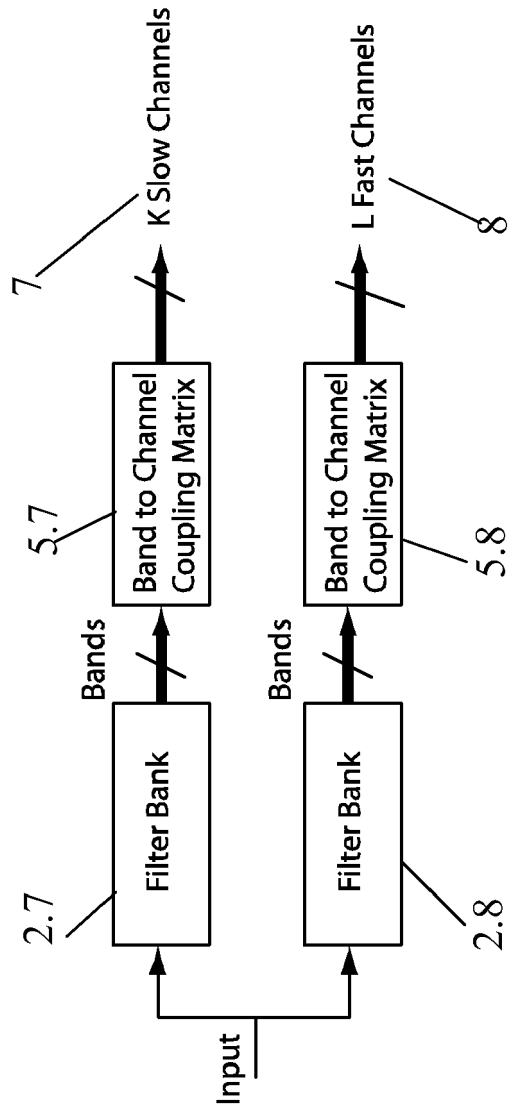 Input
2.7
Filter Bank
Bands
5.7
Band to Channel
Coupling Matrix
7
K Slow Channels
2.8
Filter Bank
Bands
5.8
Band to Channel
Coupling Matrix
8
L Fast Channels